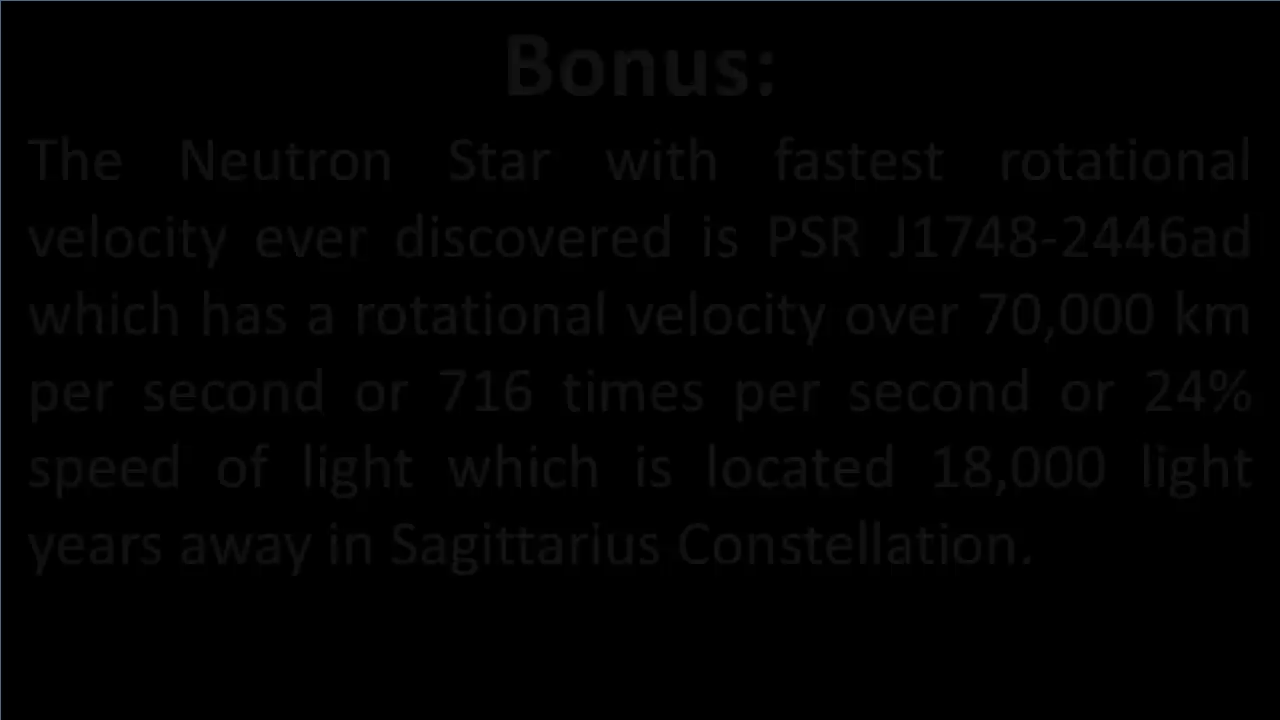 Bonus:
The Neutron Star with fastest rotational
velocity ever discovered is PSR J1748-2446ad
which has a rotational velocity over 70,000 km
per second or 716 times per second or 24%
speed of light which is located 18,000 light
years away in Sagittarius Constellation.